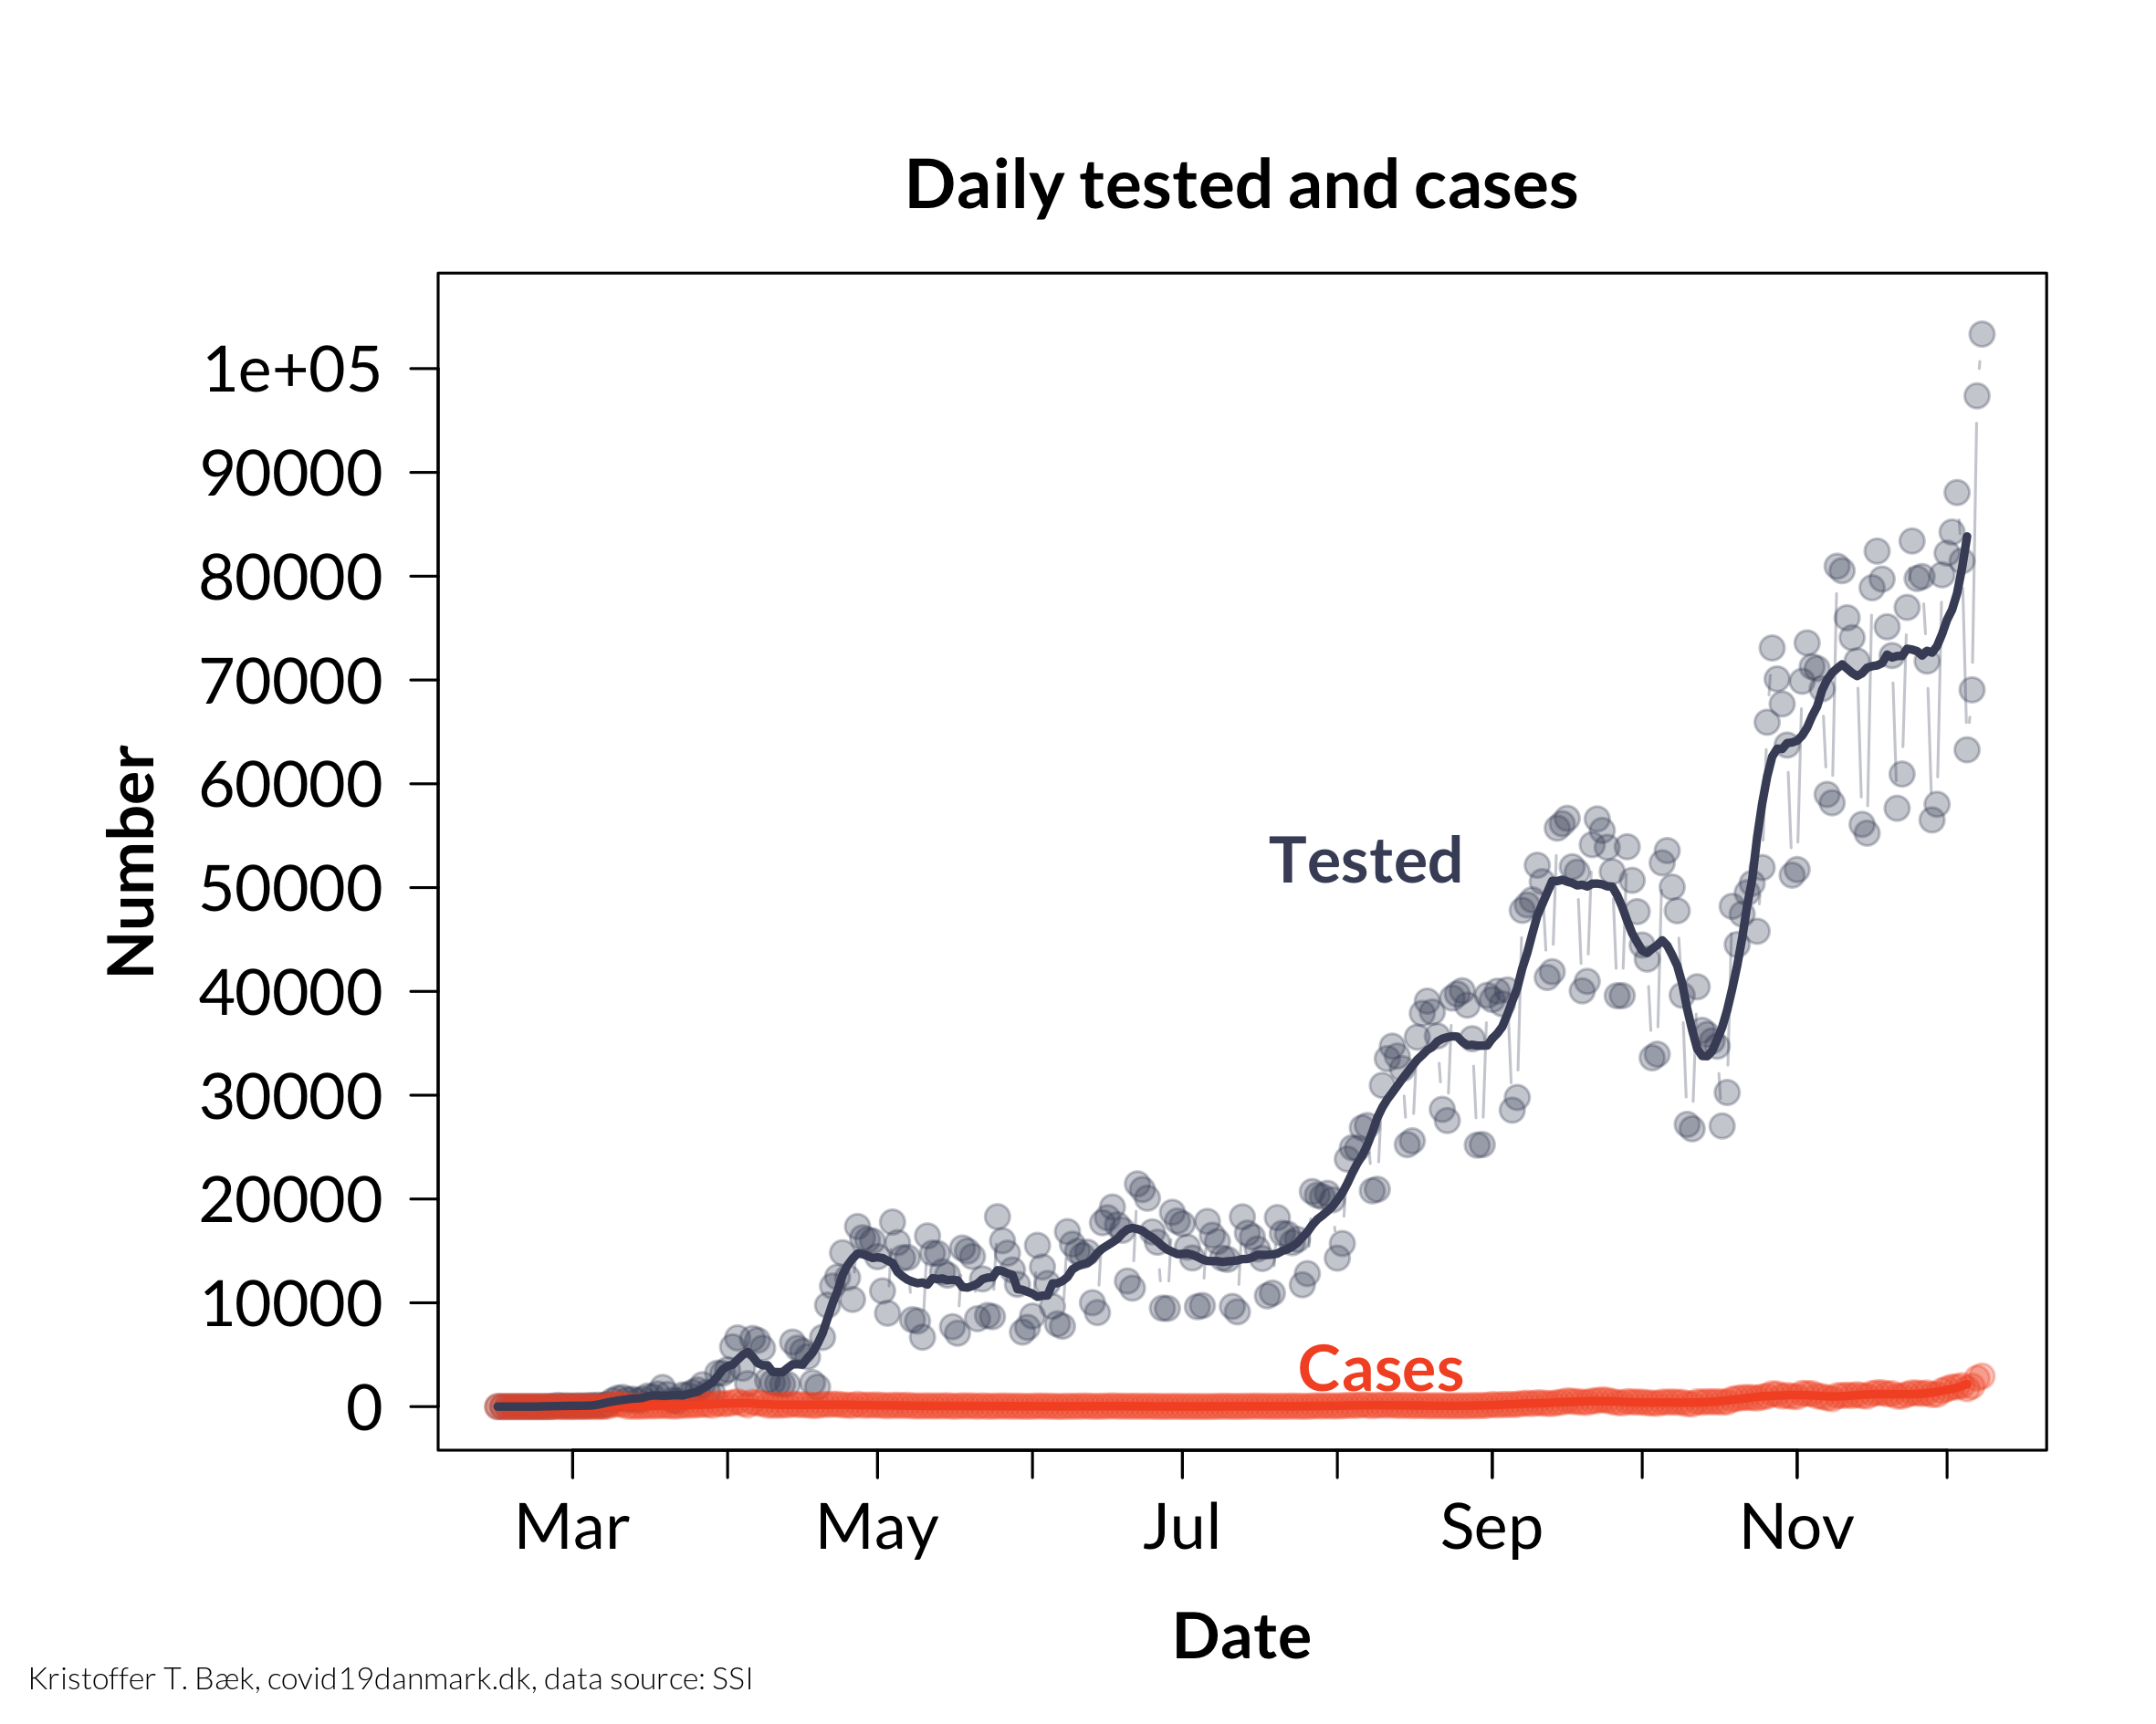 Daily tested and cases
1e+05
90000
80000
70000
60000
50000
40000
30000
20000
10000
0
Number
Tested
Cases
Mar May Jul Sep Nov
Date
Kristoffer T. Bæk, covid19danmark.dk, data source: SSI